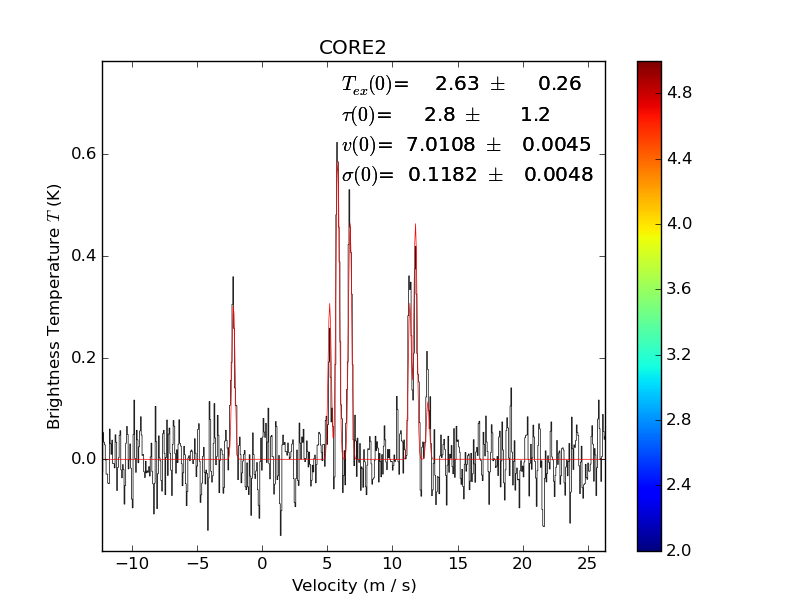 CORE2
T_ex(0)= 2.63 ± 0.26
τ(0)= 2.8 ± 1.2
v(0)= 7.0108 ± 0.0045
σ(0)= 0.1182 ± 0.0048
Brightness Temperature T (K)
0.6
0.4
0.2
0.0
−10 −5 0 5 10 15 20 25
Velocity (m / s)
4.8
4.4
4.0
3.6
3.2
2.8
2.4
2.0